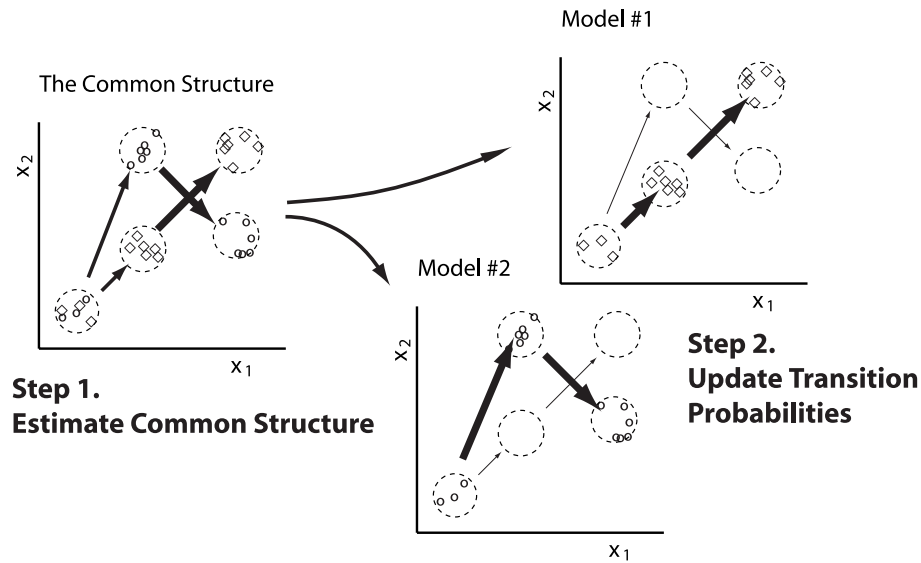 Model #1
The Common Structure
x2
x2
x1
Model #2
x1
x2
Step 1.
Estimate Common Structure
Step 2.
Update Transition
Probabilities
x1